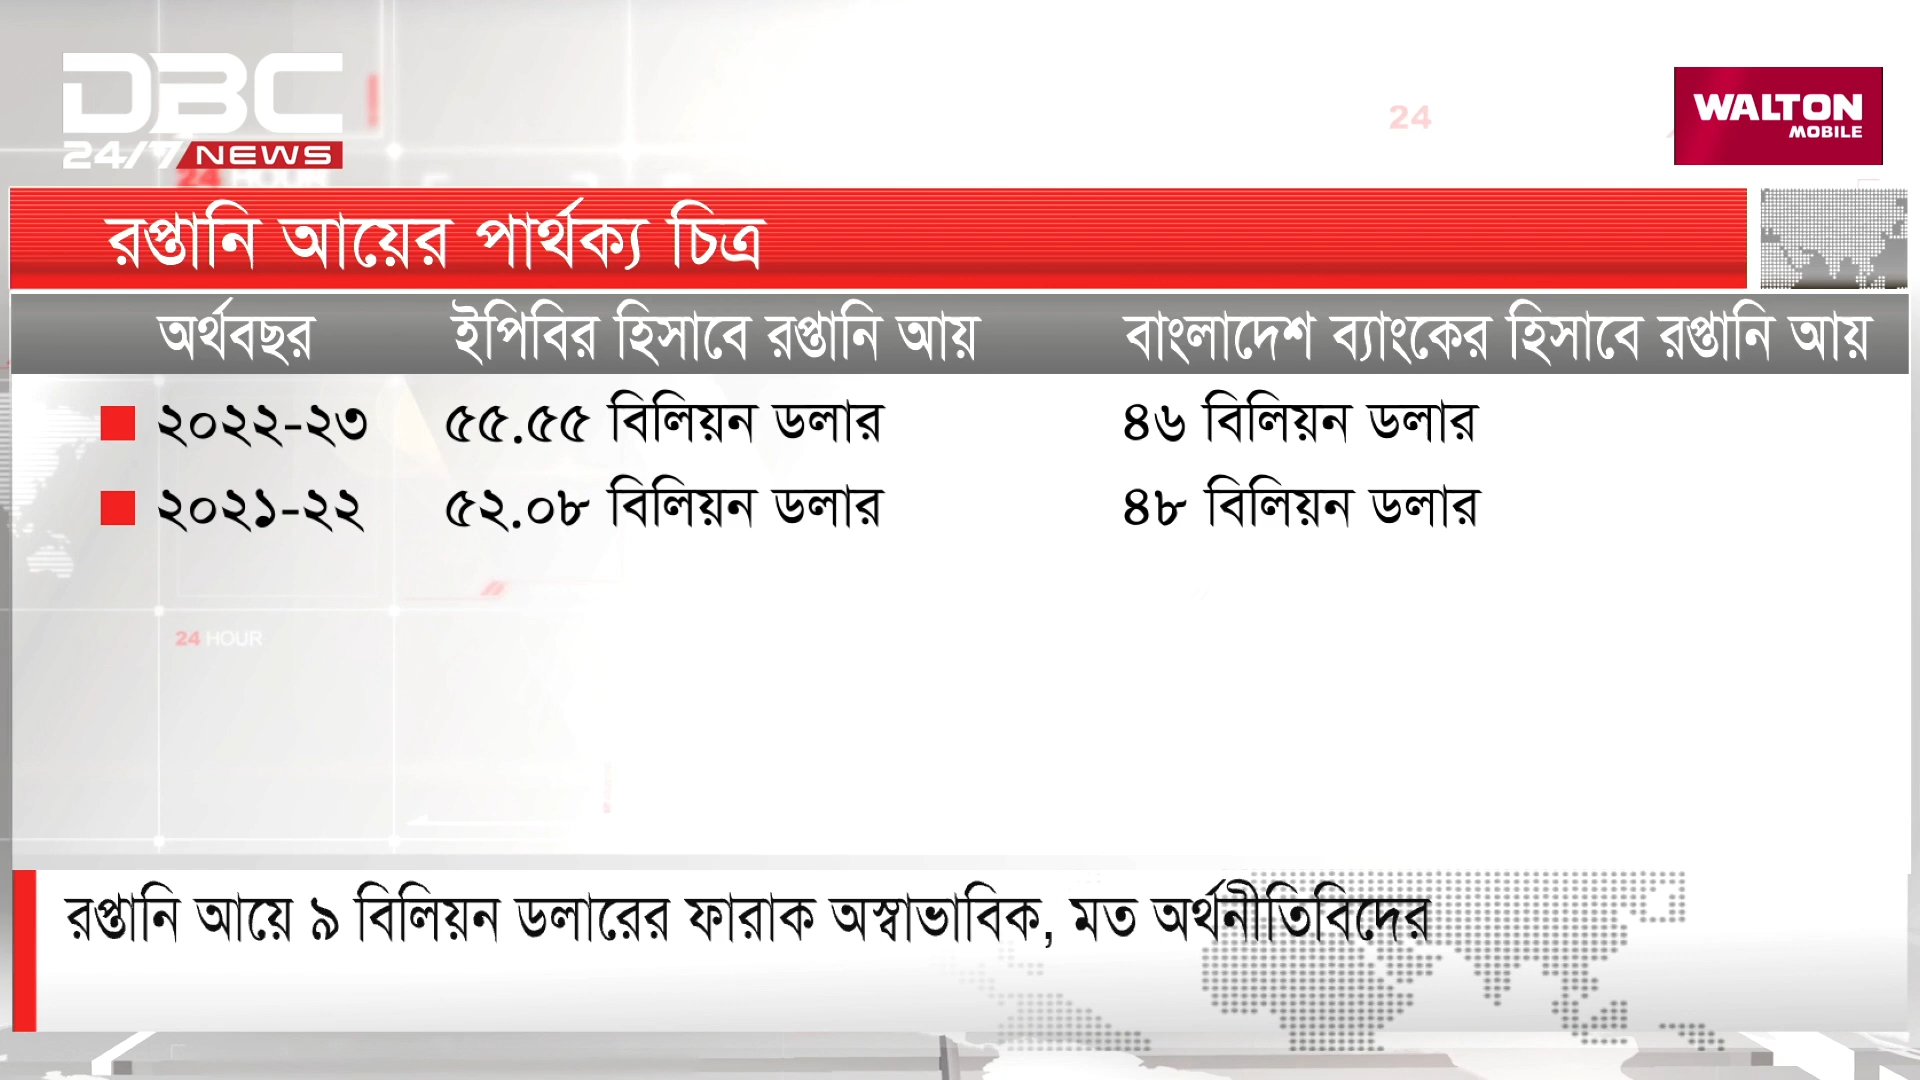 DBC
24/7 NEWS
24 HOUR
24
WALTON
MOBILE
রপ্তানি আয়ের পার্থক্য চিত্র
অর্থবছর ইপিবির হিসাবে রপ্তানি আয় বাংলাদেশ ব্যাংকের হিসাবে রপ্তানি আয়
২০২২-২৩ ৫৫.৫৫ বিলিয়ন ডলার ৪৬ বিলিয়ন ডলার
২০২১-২২ ৫২.০৮ বিলিয়ন ডলার ৪৮ বিলিয়ন ডলার
24 HOUR
রপ্তানি আয়ে ৯ বিলিয়ন ডলারের ফারাক অস্বাভাবিক, মত অর্থনীতিবিদের